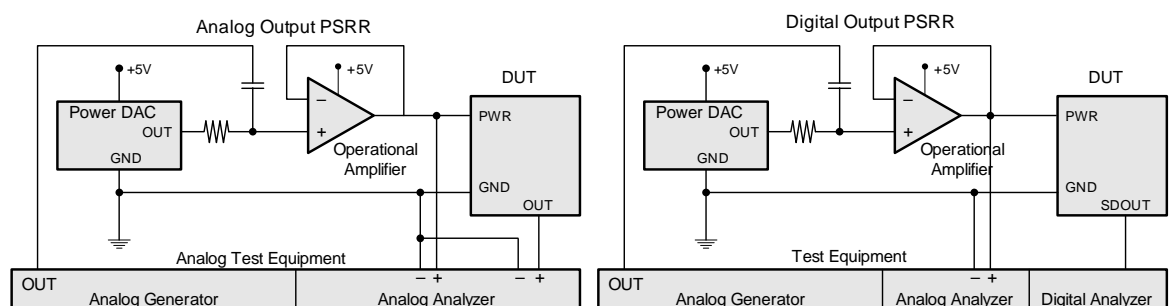 Analog Output PSRR
+5V
+5V
DUT
Power DAC
OUT
GND
−
+
Operational
Amplifier
PWR
GND
OUT
Analog Test Equipment
− +
− +
OUT
Analog Generator
Analog Analyzer
Digital Output PSRR
+5V
+5V
DUT
Power DAC
OUT
GND
−
+
Operational
Amplifier
PWR
GND
SDOUT
Test Equipment
− +
OUT
Analog Generator
Analog Analyzer
Digital Analyzer